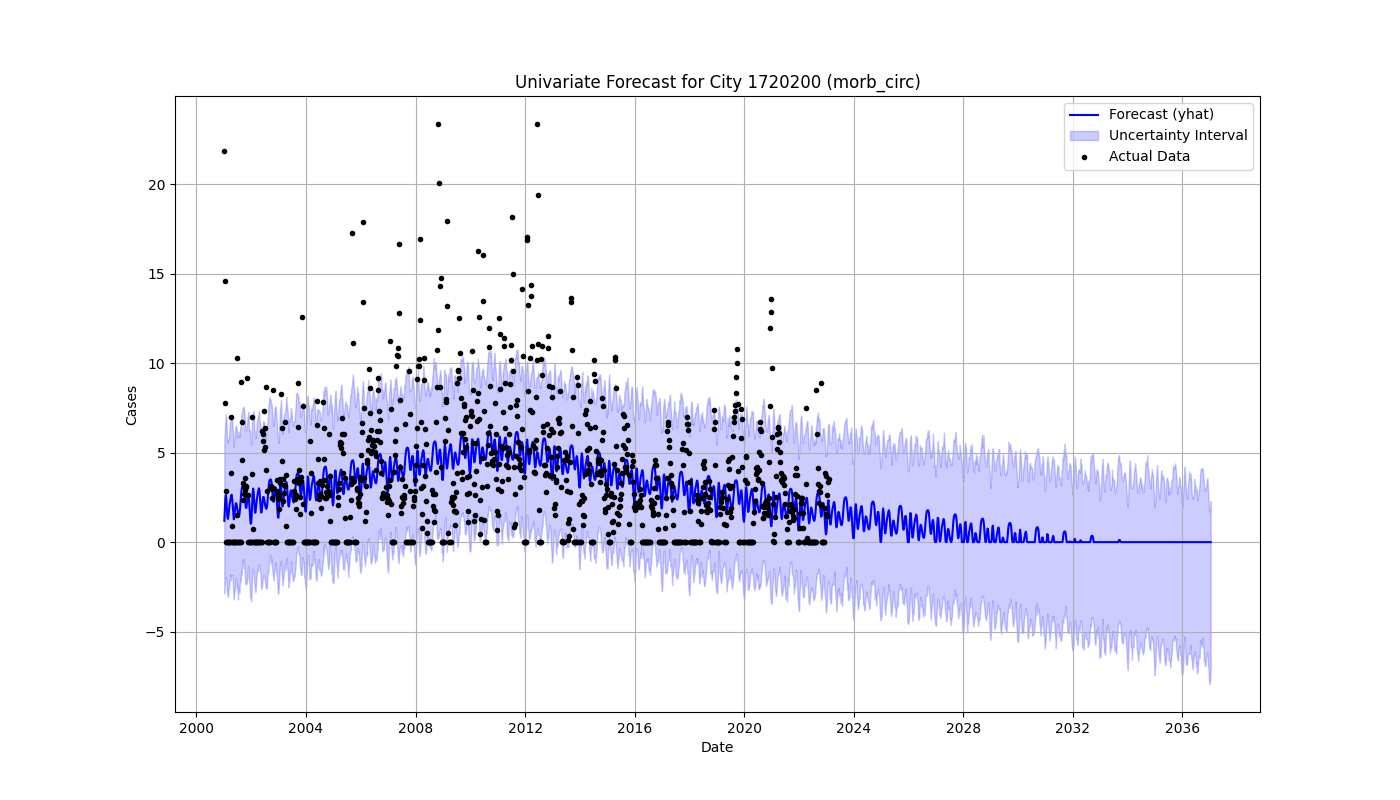 Univariate Forecast for City 1720200 (morb_circ)
Forecast (yhat)
Uncertainty Interval
Actual Data
Cases
20
15
10
5
0
−5
2000 2004 2008 2012 2016 2020 2024 2028 2032 2036
Date